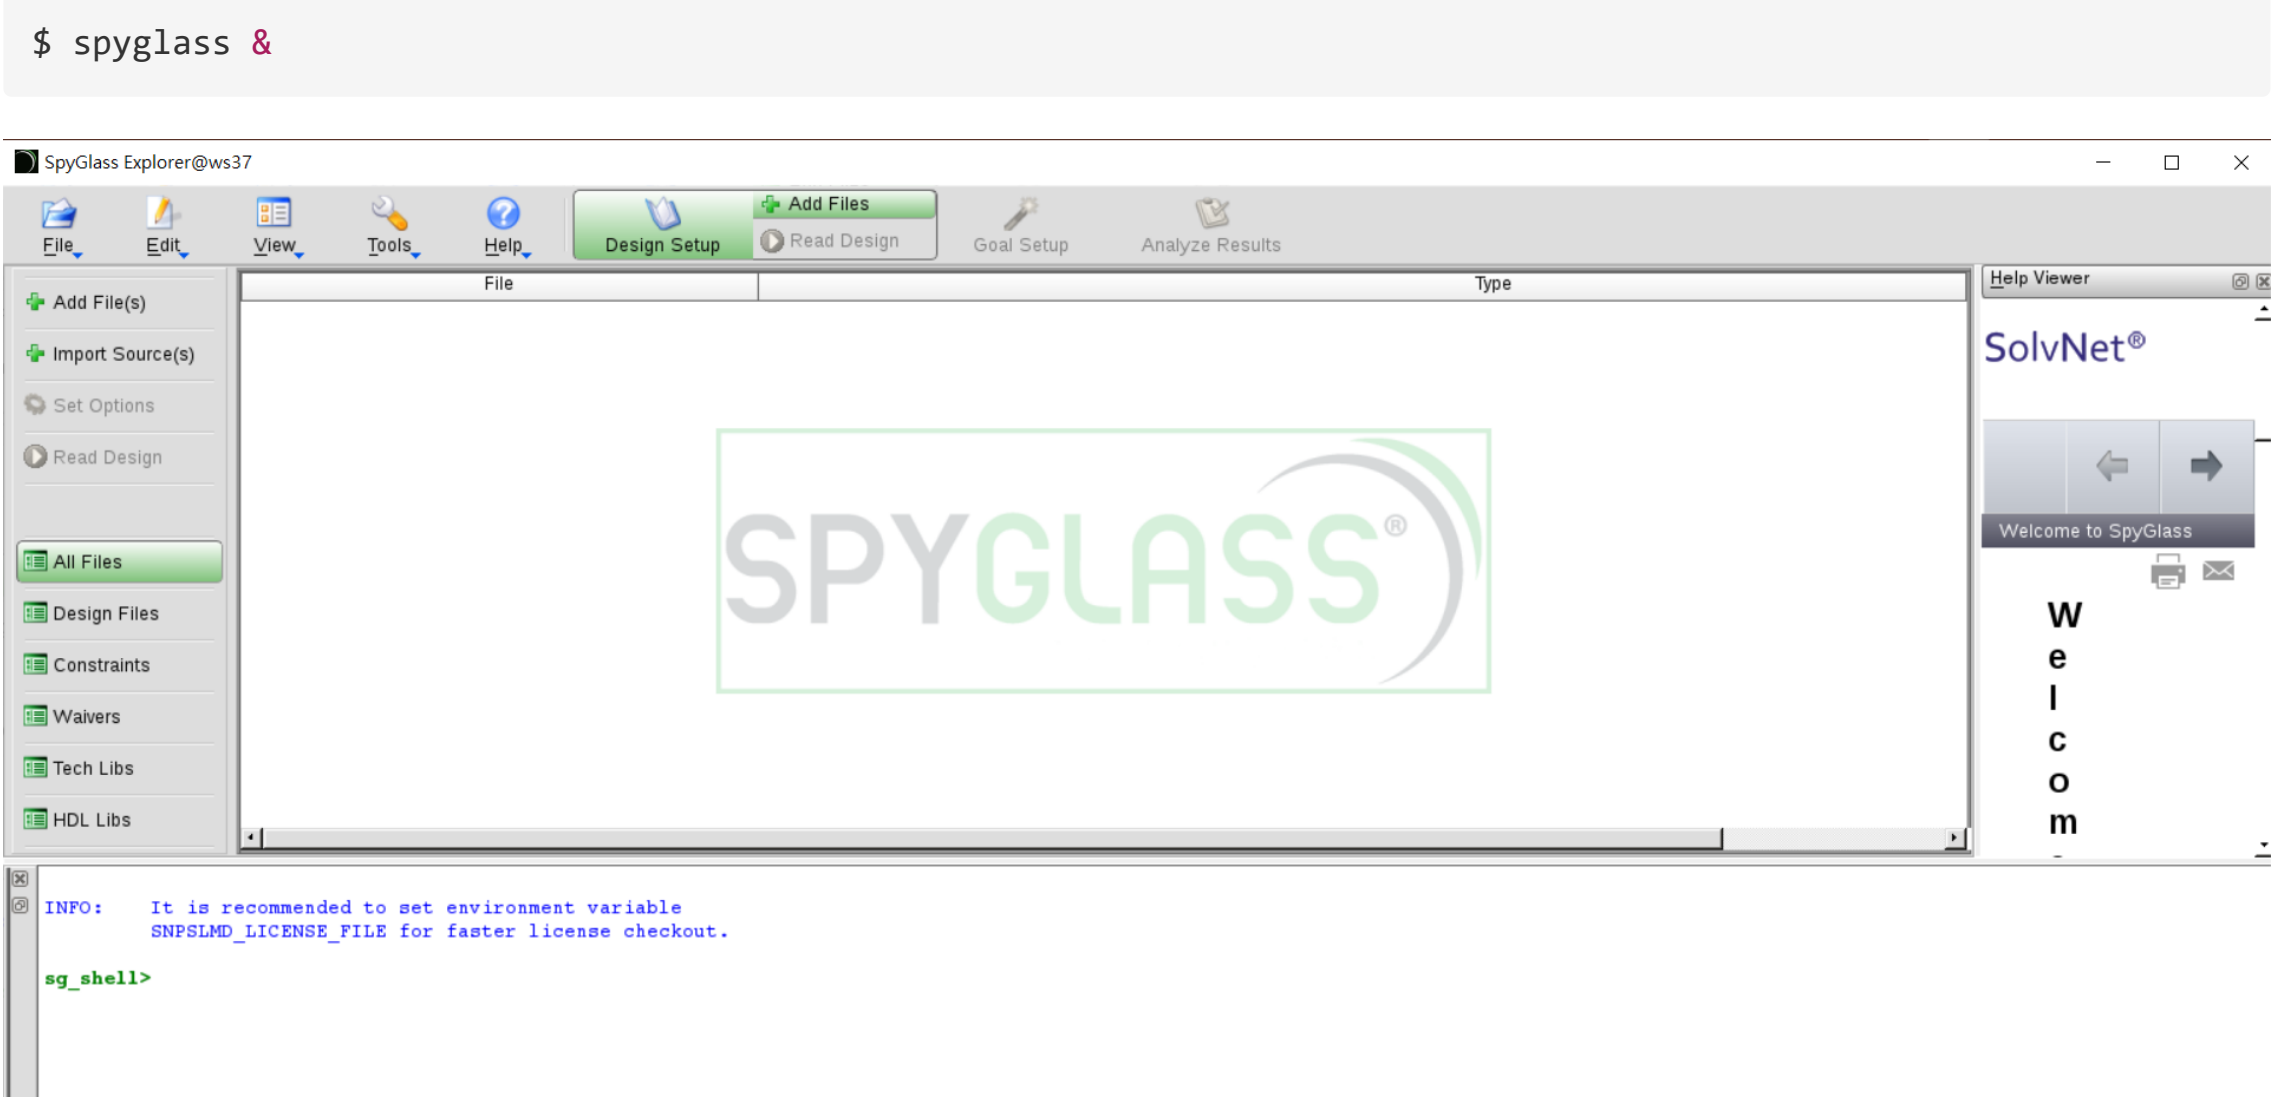 $ spyglass &
SpyGlass Explorer@ws37
File
Edit
View
Tools
Help
Design Setup
Add Files
Read Design
Goal Setup
Analyze Results
Add File(s)
Import Source(s)
Set Options
Read Design
All Files
Design Files
Constraints
Waivers
Tech Libs
HDL Libs
File
Type
SPYGLASS®
Help Viewer
SolvNet®
Welcome to SpyGlass
W
e
l
c
o
m
INFO: It is recommended to set environment variable
SNPSLMD_LICENSE_FILE for faster license checkout.
sg_shell>